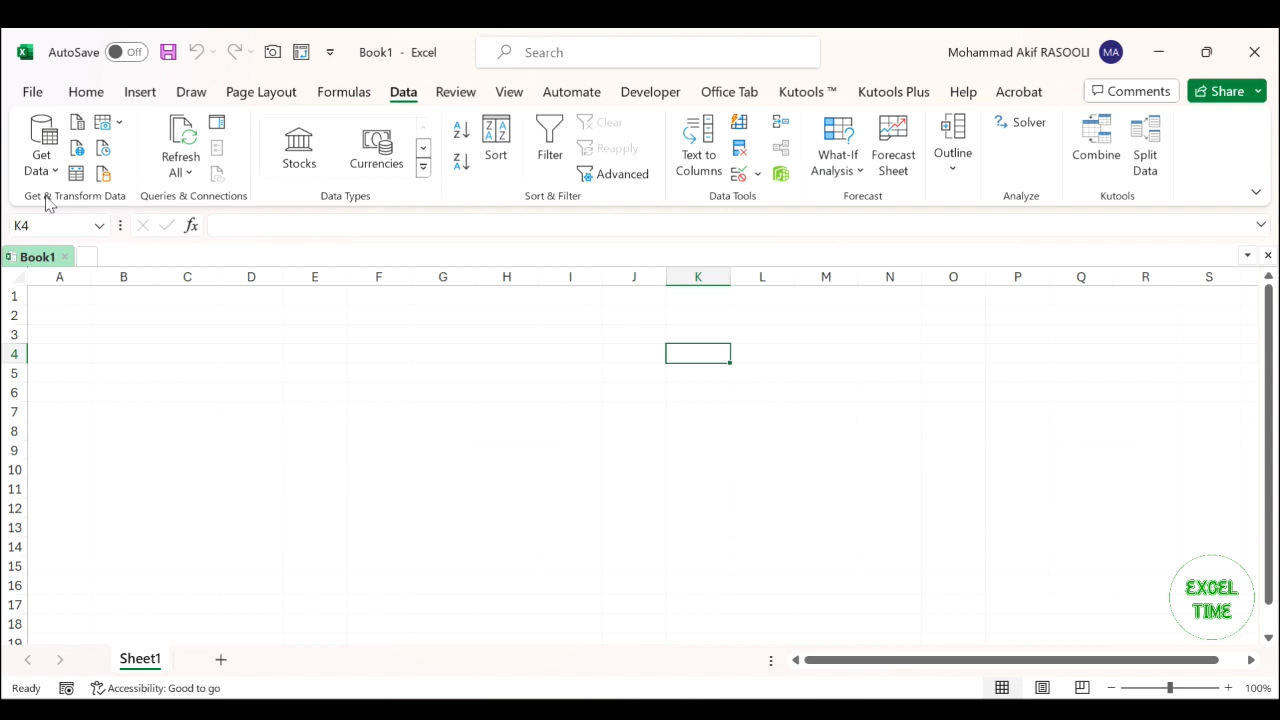 AutoSave Off Book1 - Excel Search Mohammad Akif RASOOLI MA
File Home Insert Draw Page Layout Formulas Data Review View Automate Developer Office Tab Kutools ™ Kutools Plus Help Acrobat Comments Share
Get Data
Refresh All
Stocks
Currencies
Sort
Filter
Clear
Reapply
Advanced
Text to Columns
What-If Analysis
Forecast Sheet
Outline
Solver
Combine
Split Data
Get & Transform Data Queries & Connections Data Types Sort & Filter Data Tools Forecast Analyze Kutools
K4 fx
Book1
A B C D E F G H I J K L M N O P Q R S
1
2
3
4
5
6
7
8
9
10
11
12
13
14
15
16
17
18
19
EXCEL
TIME
Sheet1
Ready Accessibility: Good to go 100%